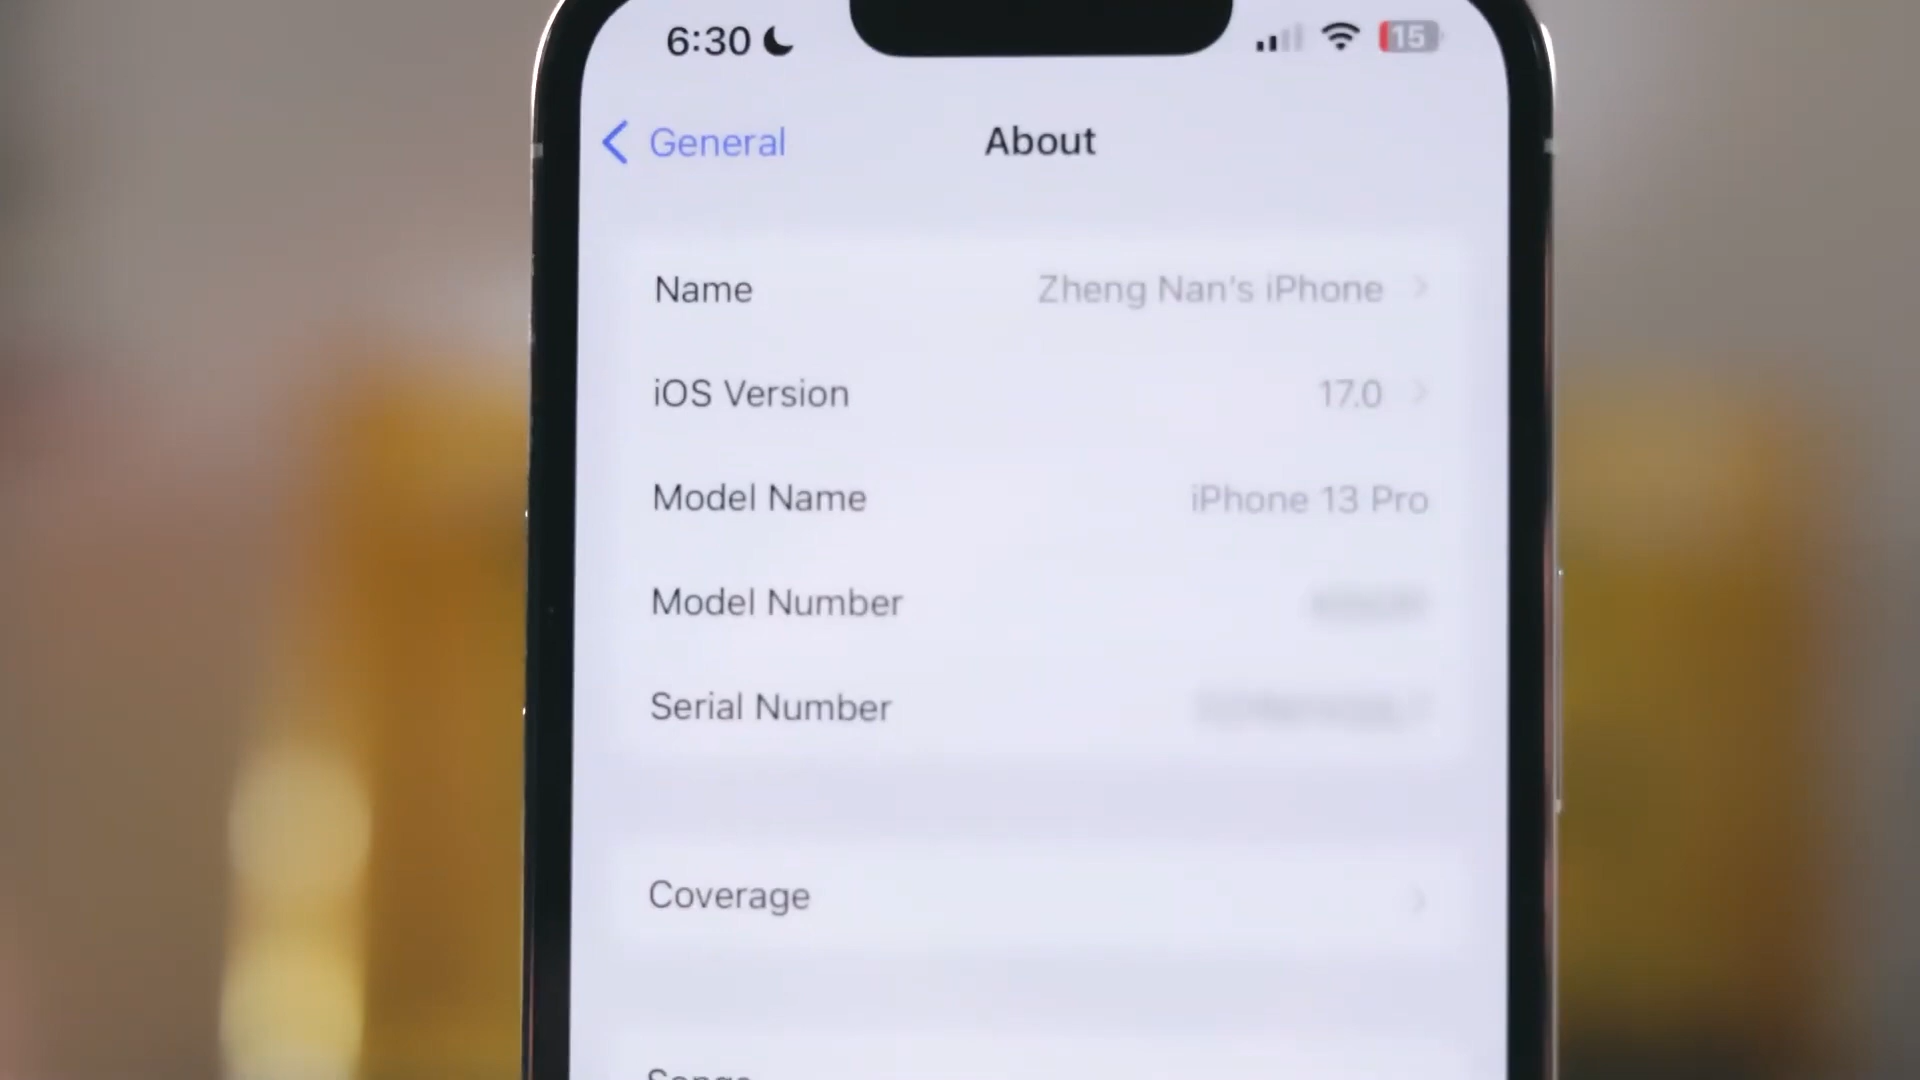 6:30 15
General About
Name Zheng Nan's iPhone
iOS Version 17.0
Model Name iPhone 13 Pro
Model Number
Serial Number
Coverage
Songs